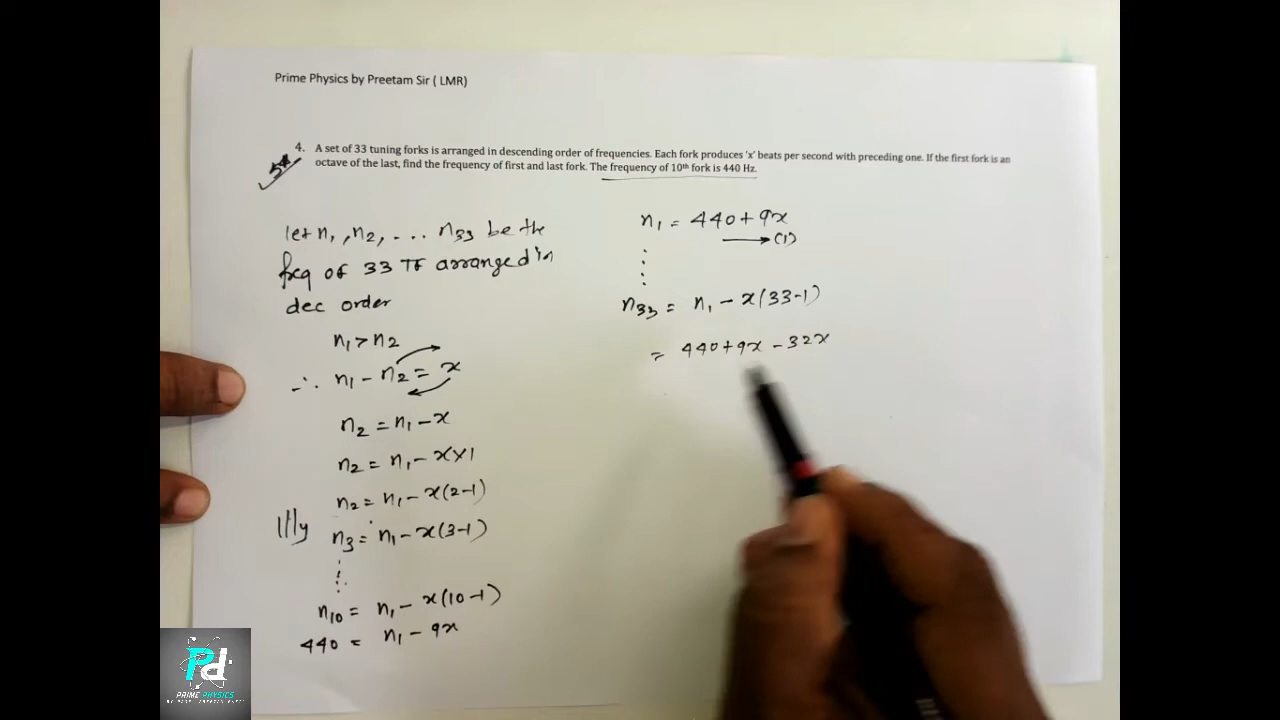 Prime Physics by Preetam Sir ( LMR)
4. A set of 33 tuning forks is arranged in descending order of frequencies. Each fork produces 'x' beats per second with preceding one. If the first fork is an
octave of the last, find the frequency of first and last fork. The frequency of 10th fork is 440 Hz.
let n₁, n₂, ... n₃₃ be the
freq of 33 TF arranged in
dec order
n₁ > n₂
∴ n₁ - n₂ = x
n₂ = n₁ - x
n₂ = n₁ - x×1
n₂ = n₁ - x(2-1)
lllly n₃ = n₁ - x(3-1)
n₁₀ = n₁ - x(10-1)
440 = n₁ - 9x
n₁ = 440 + 9x
→ (1)
n₃₃ = n₁ - x(33-1)
= 440 + 9x - 32x
Pd
PRIME PHYSICS